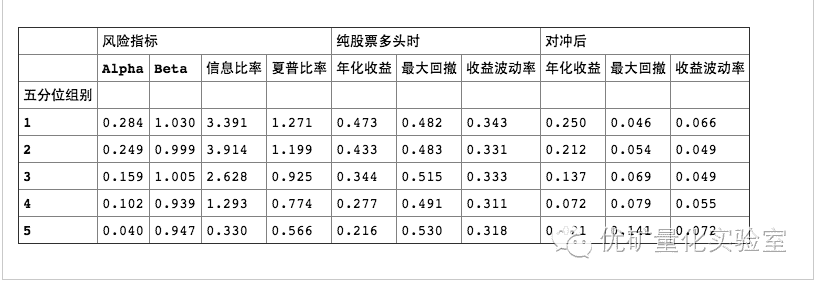 风险指标 纯股票多头时 对冲后
Alpha Beta 信息比率 夏普比率 年化收益 最大回撤 收益波动率 年化收益 最大回撤 收益波动率
五分位组别
1 0.284 1.030 3.391 1.271 0.473 0.482 0.343 0.250 0.046 0.066
2 0.249 0.999 3.914 1.199 0.433 0.483 0.331 0.212 0.054 0.049
3 0.159 1.005 2.628 0.925 0.344 0.515 0.333 0.137 0.069 0.049
4 0.102 0.939 1.293 0.774 0.277 0.491 0.311 0.072 0.079 0.055
5 0.040 0.947 0.330 0.566 0.216 0.530 0.318 0.141 0.072
优矿量化实验室